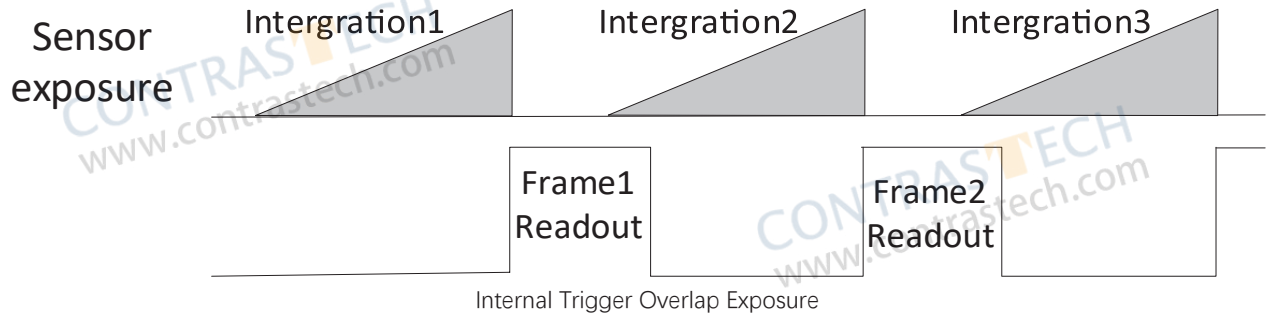 Intergration1 Intergration2 Intergration3
Sensor
exposure
CONTRASTECH
www.contrastech.com
Frame1
Readout
Frame2
Readout
CONTRASTECH
www.contrastech.com
Internal Trigger Overlap Exposure